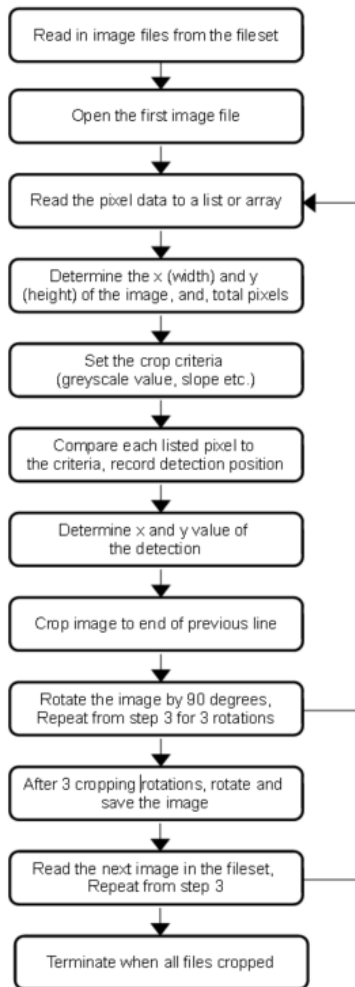 Read in image files from the fileset
Open the first image file
Read the pixel data to a list or array
Determine the x (width) and y
(height) of the image, and, total pixels
Set the crop criteria
(greyscale value, slope etc.)
Compare each listed pixel to
the criteria, record detection position
Determine x and y value of
the detection
Crop image to end of previous line
Rotate the image by 90 degrees,
Repeat from step 3 for 3 rotations
After 3 cropping rotations, rotate and
save the image
Read the next image in the fileset,
Repeat from step 3
Terminate when all files cropped